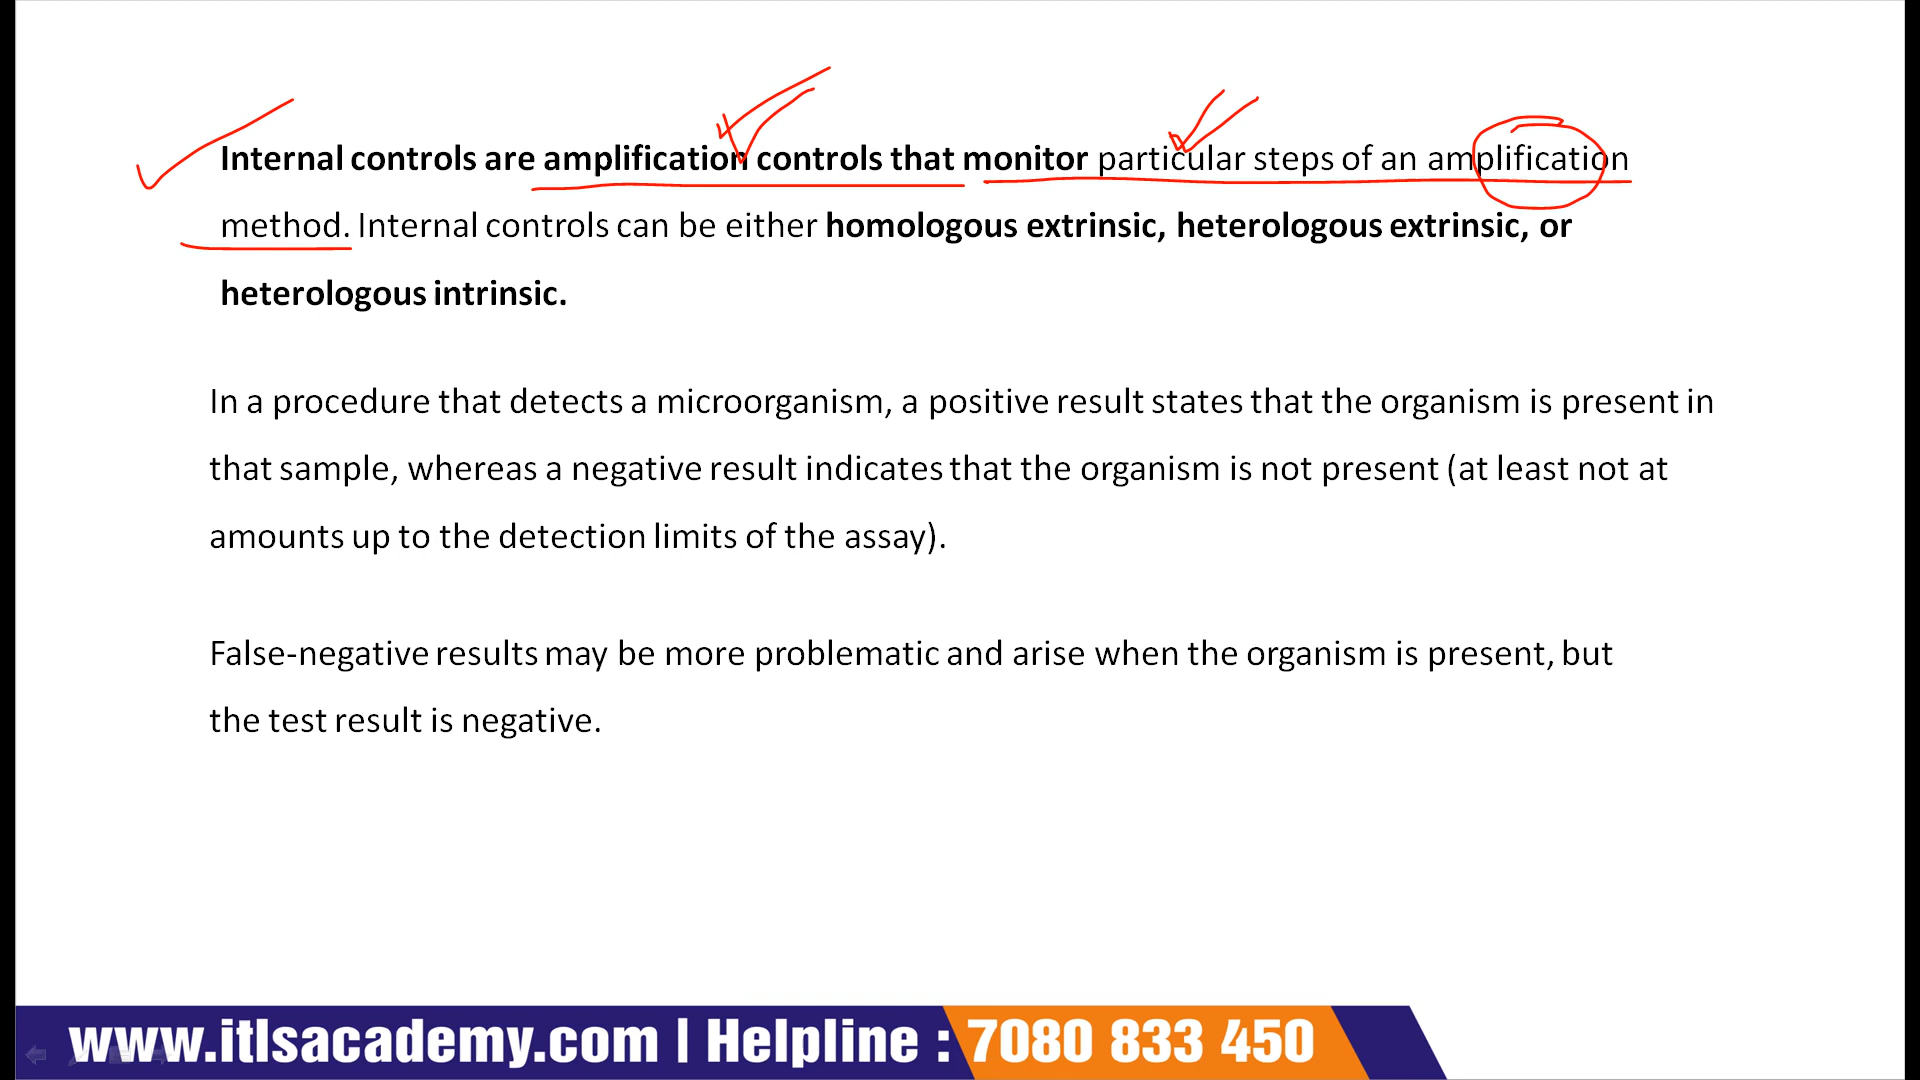 Internal controls are amplification controls that monitor particular steps of an amplification
method. Internal controls can be either homologous extrinsic, heterologous extrinsic, or
heterologous intrinsic.
In a procedure that detects a microorganism, a positive result states that the organism is present in
that sample, whereas a negative result indicates that the organism is not present (at least not at
amounts up to the detection limits of the assay).
False-negative results may be more problematic and arise when the organism is present, but
the test result is negative.
www.itlsacademy.com | Helpline : 7080 833 450